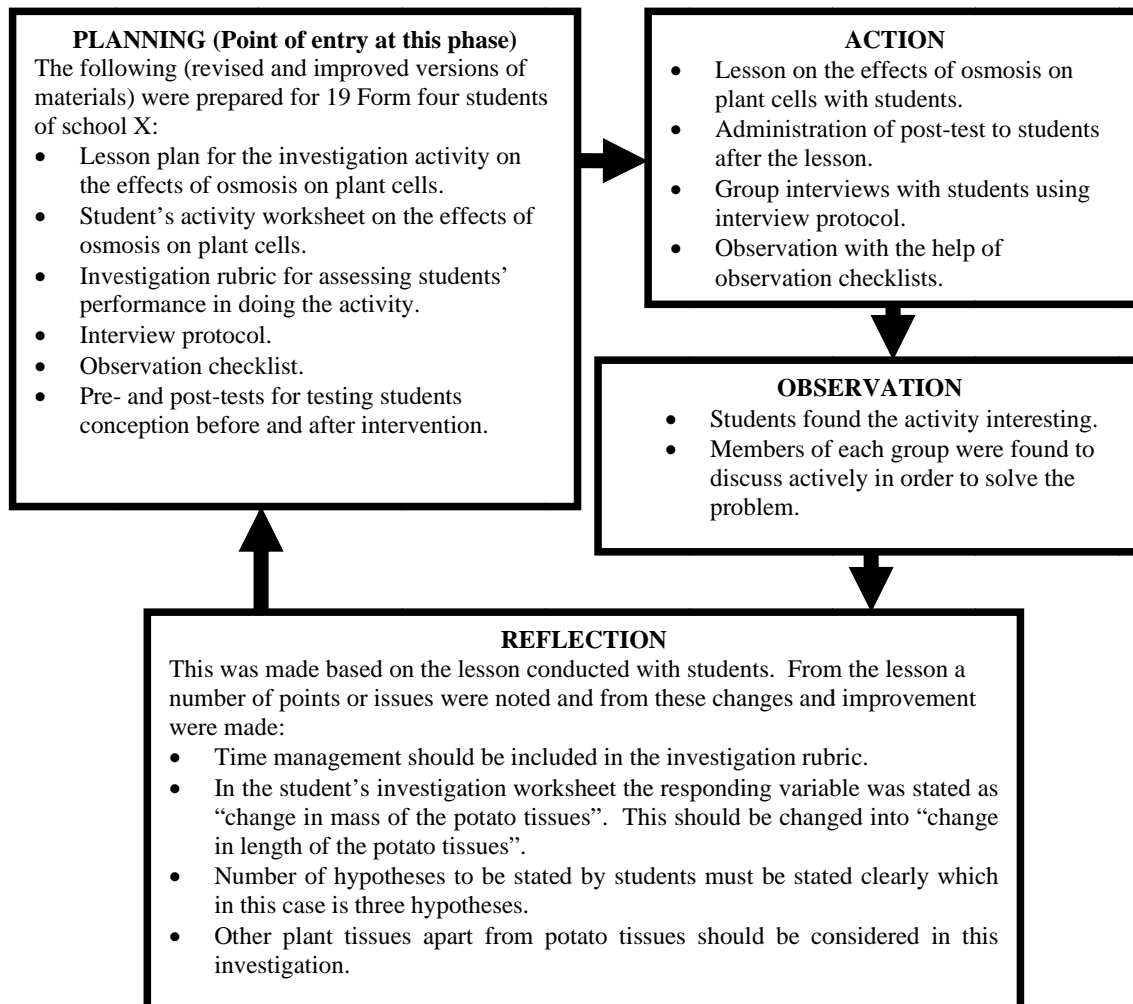 PLANNING (Point of entry at this phase)
The following (revised and improved versions of
materials) were prepared for 19 Form four students
of school X:
• Lesson plan for the investigation activity on
the effects of osmosis on plant cells.
• Student’s activity worksheet on the effects of
osmosis on plant cells.
• Investigation rubric for assessing students’
performance in doing the activity.
• Interview protocol.
• Observation checklist.
• Pre- and post-tests for testing students
conception before and after intervention.
ACTION
• Lesson on the effects of osmosis on
plant cells with students.
• Administration of post-test to students
after the lesson.
• Group interviews with students using
interview protocol.
• Observation with the help of
observation checklists.
OBSERVATION
• Students found the activity interesting.
• Members of each group were found to
discuss actively in order to solve the
problem.
REFLECTION
This was made based on the lesson conducted with students. From the lesson a
number of points or issues were noted and from these changes and improvement
were made:
• Time management should be included in the investigation rubric.
• In the student’s investigation worksheet the responding variable was stated as
“change in mass of the potato tissues”. This should be changed into “change
in length of the potato tissues”.
• Number of hypotheses to be stated by students must be stated clearly which
in this case is three hypotheses.
• Other plant tissues apart from potato tissues should be considered in this
investigation.